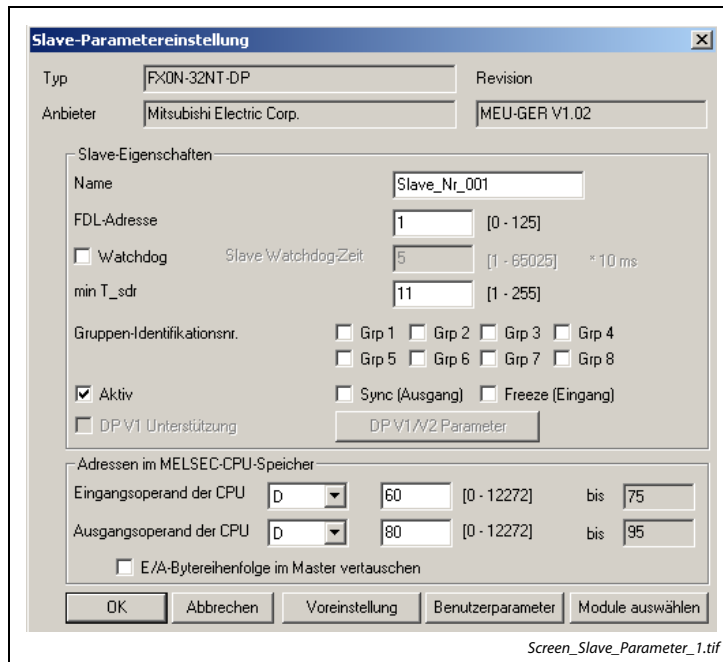 Slave-Parametereinstellung
Typ FX0N-32NT-DP Revision
Anbieter Mitsubishi Electric Corp. MEU-GER V1.02
Slave-Eigenschaften
Name Slave_Nr_001
FDL-Adresse 1 [0 - 125]
Watchdog Slave Watchdog-Zeit 5 [1 - 65025] * 10 ms
min T_sdr 11 [1 - 255]
Gruppen-Identifikationsnr. Grp 1 Grp 2 Grp 3 Grp 4
Grp 5 Grp 6 Grp 7 Grp 8
Aktiv Sync (Ausgang) Freeze (Eingang)
DP V1 Unterstützung DP V1/V2 Parameter
Adressen im MELSEC-CPU-Speicher
Eingangsoperand der CPU D 60 [0 - 12272] bis 75
Ausgangsoperand der CPU D 80 [0 - 12272] bis 95
E/A-Bytereihenfolge im Master vertauschen
OK Abbrechen Voreinstellung Benutzerparameter Module auswählen
Screen_Slave_Parameter_1.tif